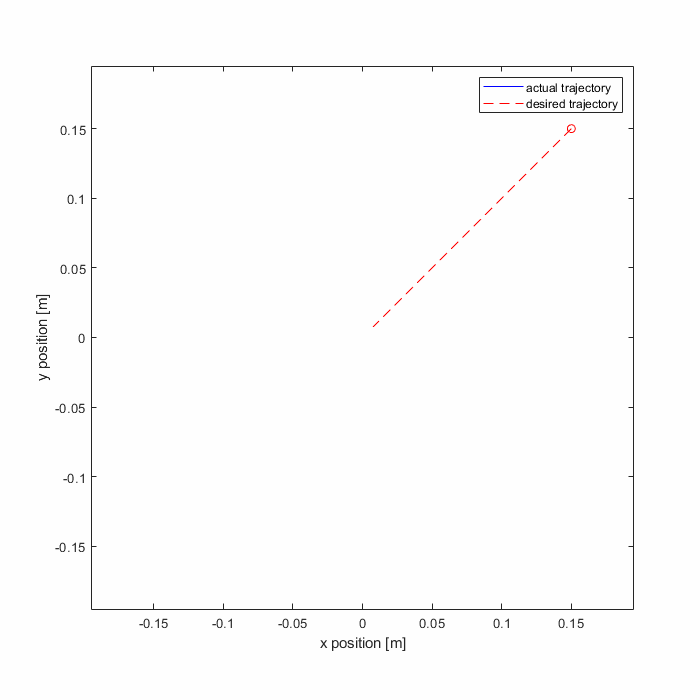 actual trajectory
desired trajectory
0.15
0.1
0.05
0
-0.05
-0.1
-0.15
y position [m]
-0.15 -0.1 -0.05 0 0.05 0.1 0.15
x position [m]